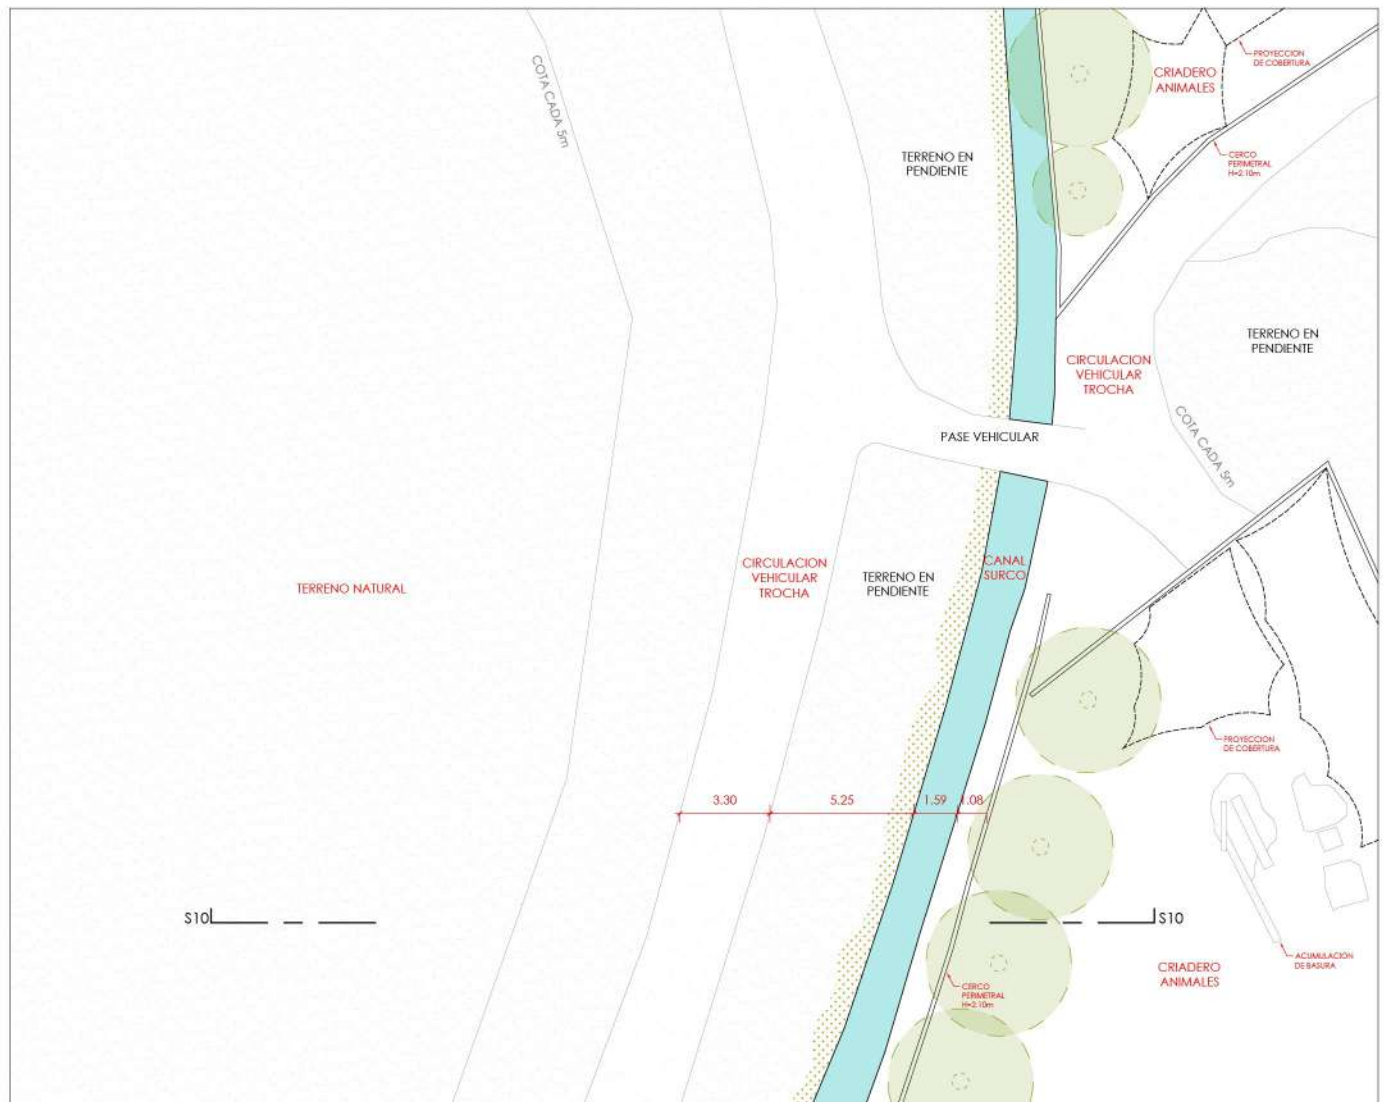 COTA CADA 5m
PROYECCION
DE COBERTURA
CRIADERO
ANIMALES
TERRENO EN
PENDIENTE
CERCO
PERIMETRAL
H=2.10m
TERRENO EN
PENDIENTE
CIRCULACION
VEHICULAR
TROCHA
COTA CADA 5m
PASE VEHICULAR
TERRENO NATURAL
CIRCULACION
VEHICULAR
TROCHA
TERRENO EN
PENDIENTE
CANAL
SURCO
PROYECCION
DE COBERTURA
3.30
5.25
1.59
1.08
S10
S10
ACUMULACION
DE BASURA
CRIADERO
ANIMALES
CERCO
PERIMETRAL
H=2.10m